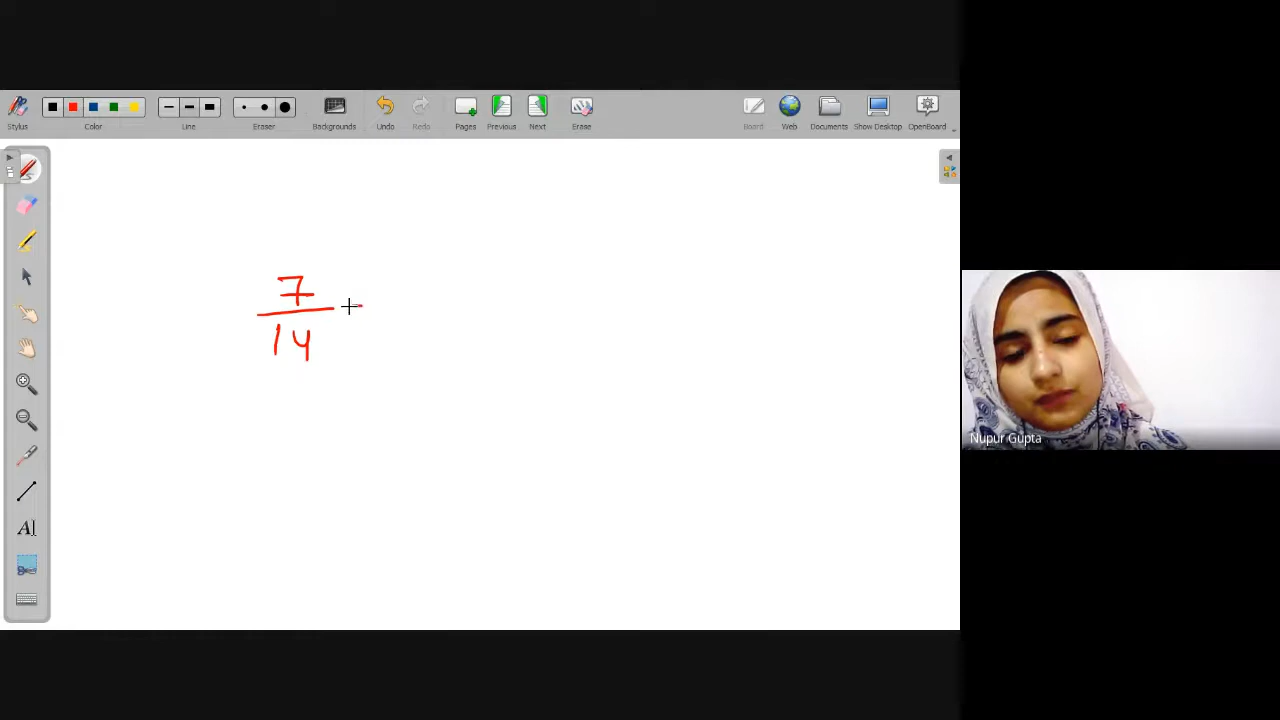 Stylus Color Line Eraser Backgrounds Undo Redo Pages Previous Next Erase Board Web Documents Show Desktop OpenBoard
7
14
Nupur Gupta